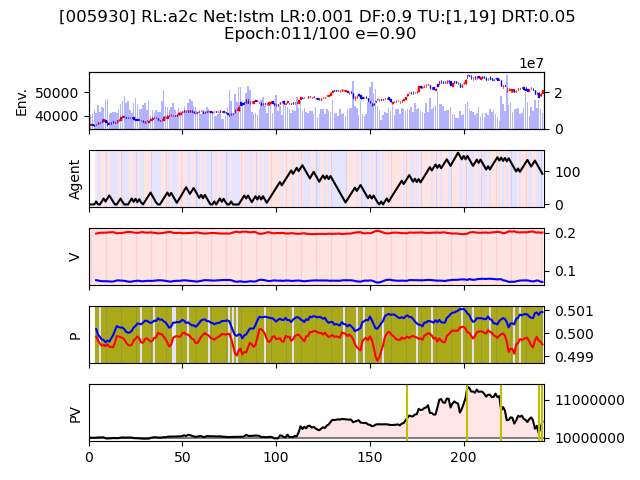 [005930] RL:a2c Net:lstm LR:0.001 DF:0.9 TU:[1,19] DRT:0.05
Epoch:011/100 e=0.90
1e7
Env.
50000
40000
2
0
Agent
100
0
V
0.2
0.1
P
0.501
0.500
0.499
PV
11000000
10000000
0 50 100 150 200